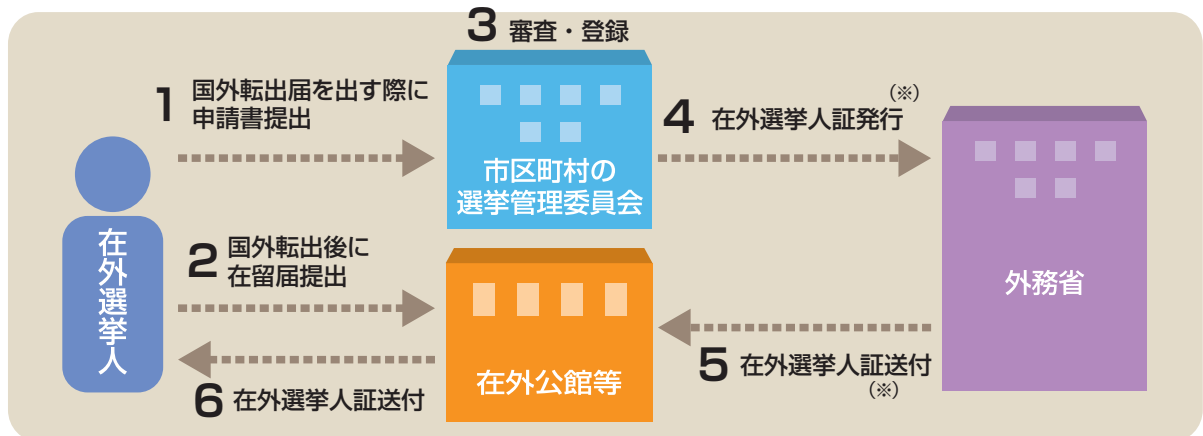 3 審査・登録
1 国外転出届を出す際に
申請書提出
4 在外選挙人証発行
（※）
市区町村の
選挙管理委員会
在外選挙人
2 国外転出後に
在留届提出
外務省
5 在外選挙人証送付
（※）
在外公館等
6 在外選挙人証送付